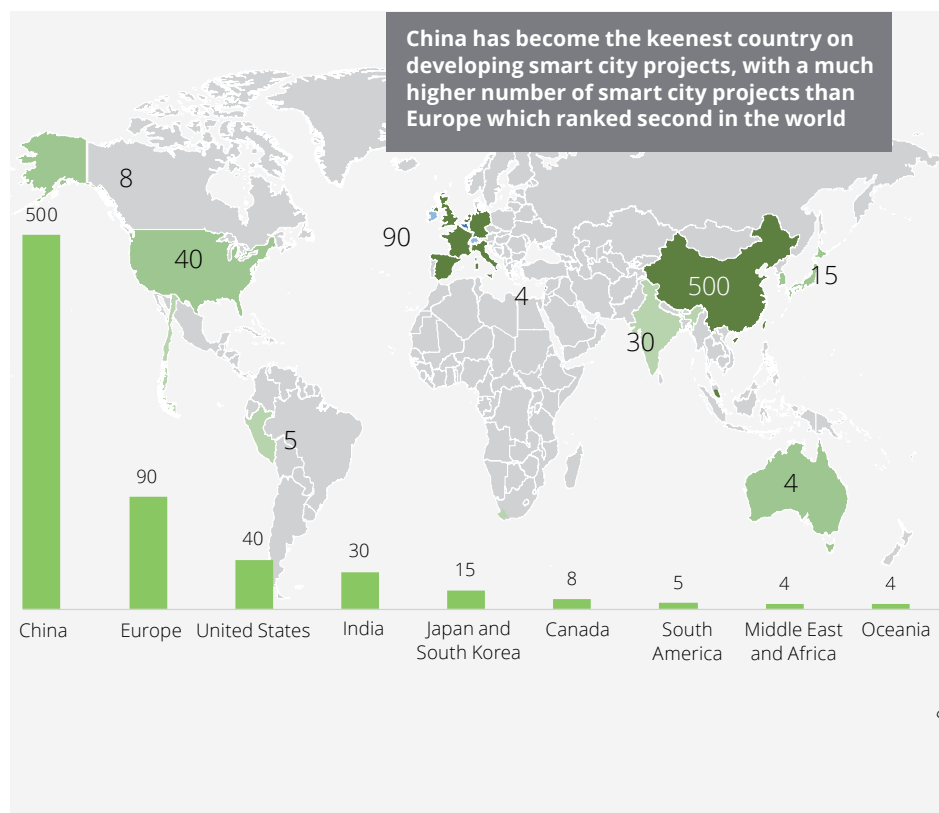 China has become the keenest country on
developing smart city projects, with a much
higher number of smart city projects than
Europe which ranked second in the world
8
500
40
90
4
500
15
30
5
4
90
40
30
15
8
5
4
4
China
Europe
United States
India
Japan and
South Korea
Canada
South
America
Middle East
and Africa
Oceania